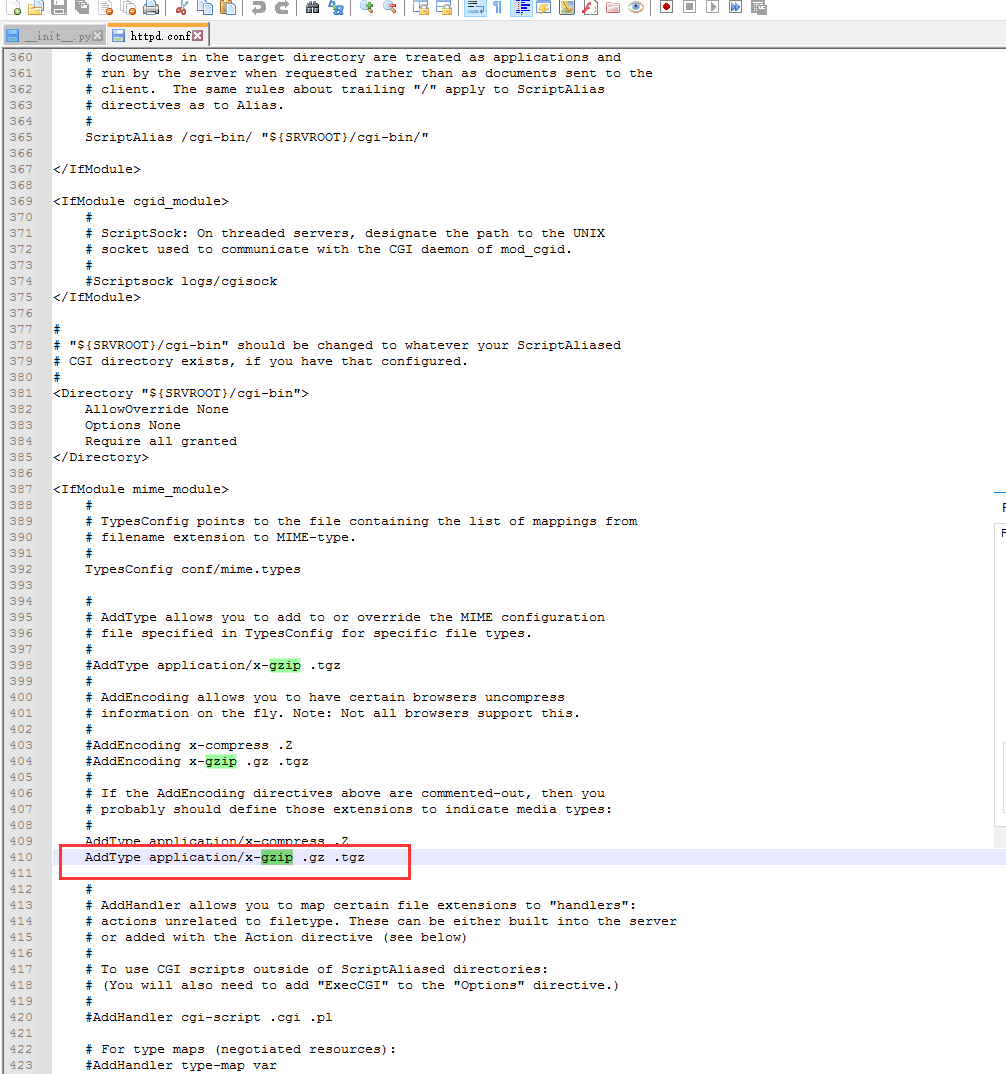 __init__.py
httpd.conf
360 # documents in the target directory are treated as applications and
361 # run by the server when requested rather than as documents sent to the
362 # client.  The same rules about trailing "/" apply to ScriptAlias
363 # directives as to Alias.
364 #
365 ScriptAlias /cgi-bin/ "${SRVROOT}/cgi-bin/"
366
367 </IfModule>
368
369 <IfModule cgid_module>
370 #
371 # ScriptSock: On threaded servers, designate the path to the UNIX
372 # socket used to communicate with the CGI daemon of mod_cgid.
373 #
374 #Scriptsock logs/cgisock
375 </IfModule>
376
377 #
378 # "${SRVROOT}/cgi-bin" should be changed to whatever your ScriptAliased
379 # CGI directory exists, if you have that configured.
380 #
381 <Directory "${SRVROOT}/cgi-bin">
382 AllowOverride None
383 Options None
384 Require all granted
385 </Directory>
386
387 <IfModule mime_module>
388 #
389 # TypesConfig points to the file containing the list of mappings from
390 # filename extension to MIME-type.
391 #
392 TypesConfig conf/mime.types
393
394 #
395 # AddType allows you to add to or override the MIME configuration
396 # file specified in TypesConfig for specific file types.
397 #
398 #AddType application/x-gzip .tgz
399 #
400 # AddEncoding allows you to have certain browsers uncompress
401 # information on the fly. Note: Not all browsers support this.
402 #
403 #AddEncoding x-compress .Z
404 #AddEncoding x-gzip .gz .tgz
405 #
406 # If the AddEncoding directives above are commented-out, then you
407 # probably should define those extensions to indicate media types:
408 #
409 AddType application/x-compress .Z
410 AddType application/x-gzip .gz .tgz
411
412 #
413 # AddHandler allows you to map certain file extensions to "handlers":
414 # actions unrelated to filetype. These can be either built into the server
415 # or added with the Action directive (see below)
416 #
417 # To use CGI scripts outside of ScriptAliased directories:
418 # (You will also need to add "ExecCGI" to the "Options" directive.)
419 #
420 #AddHandler cgi-script .cgi .pl
421
422 # For type maps (negotiated resources):
423 #AddHandler type-map var